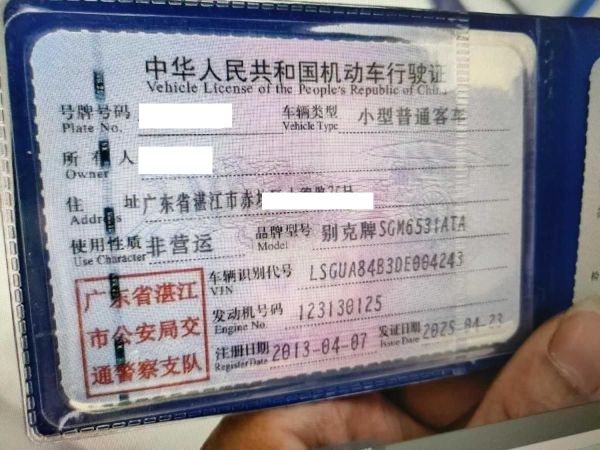 中华人民共和国机动车行驶证
Vehicle License of the People's Republic of China
号牌号码 车辆类型 小型普通客车
Plate No. Vehicle Type
所有人
Owner
住址 广东省湛江市赤坎区
Address
使用性质 非营运 品牌型号 别克牌SGM6531ATA
Use Character Model
车辆识别代号 LSGUA84B3DE004243
VIN
发动机号码 123130125
Engine No.
注册日期 2013-04-07 发证日期 2025-04-23
Register Date Issue Date
广东省湛江
市公安局交
通警察支队